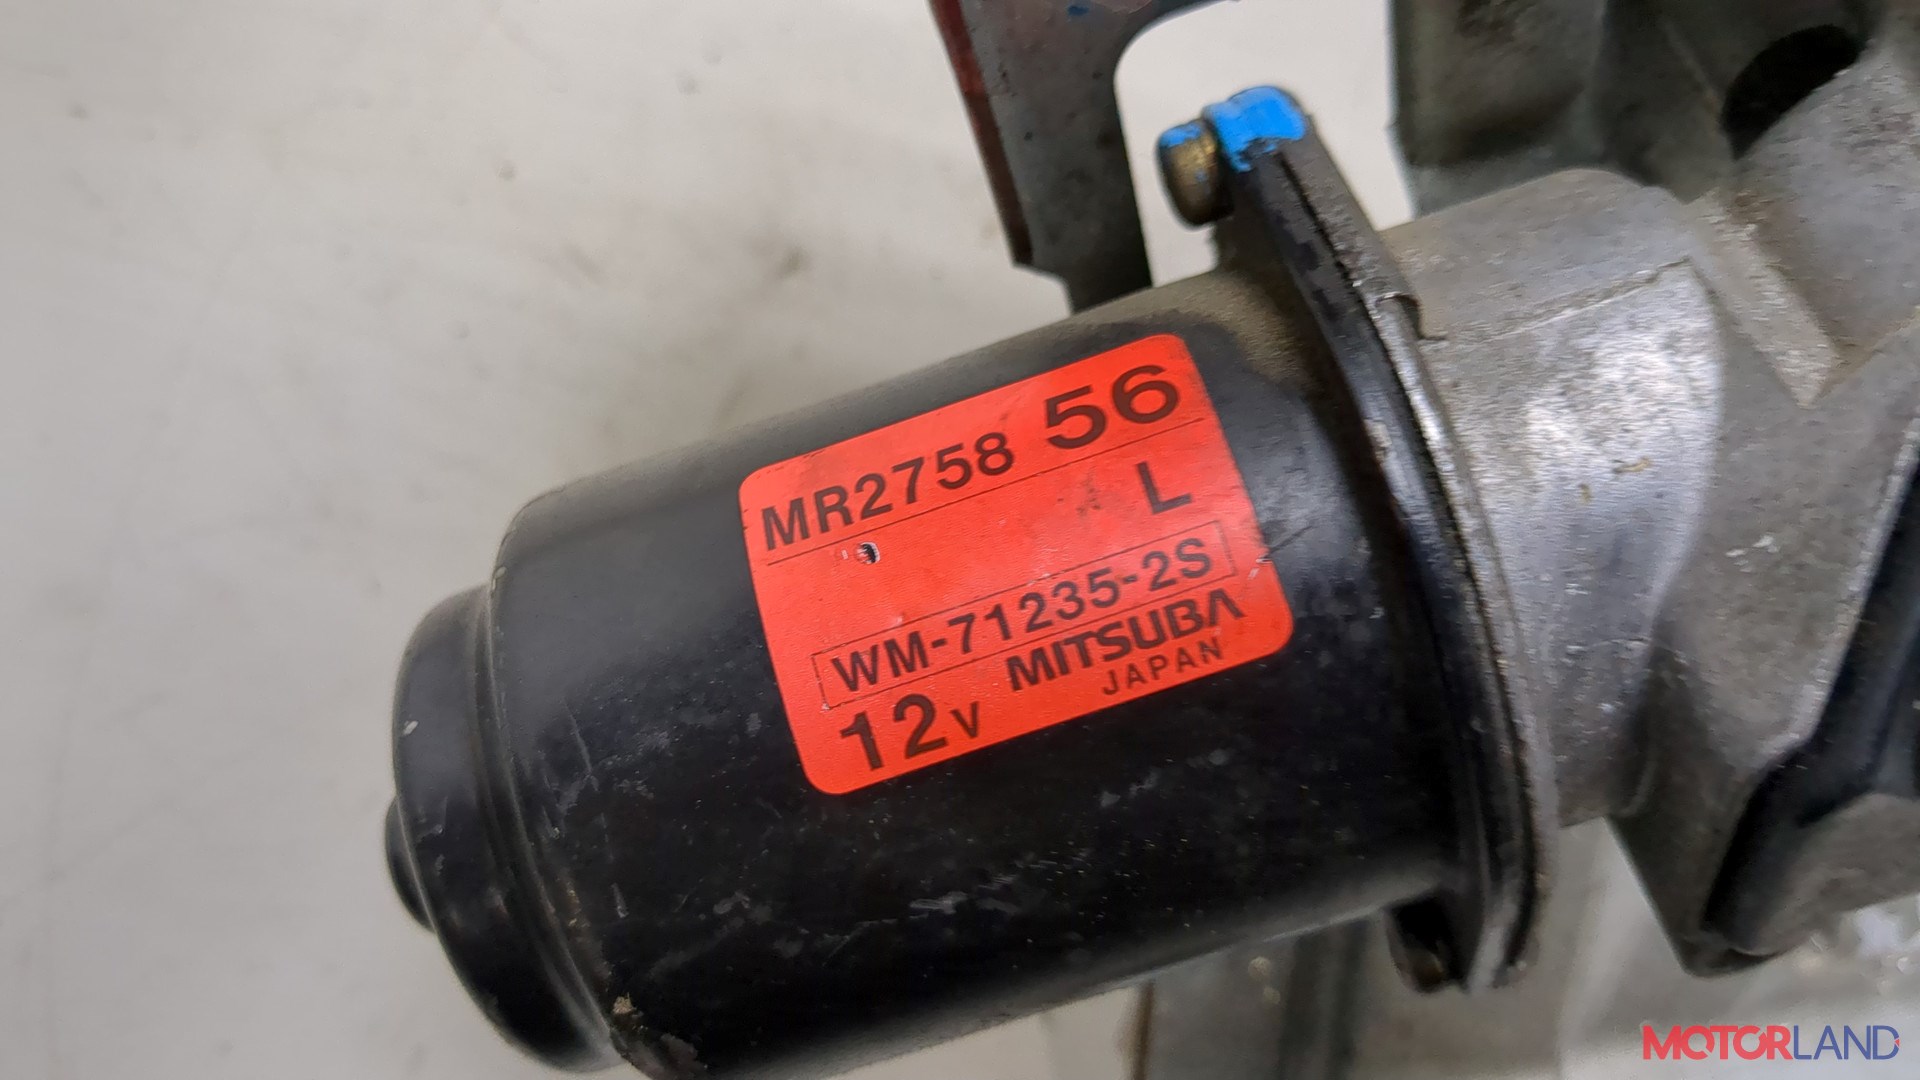 MR2758 56
L
WM-71235-2S
12V MITSUBA
JAPAN
MOTORLAND